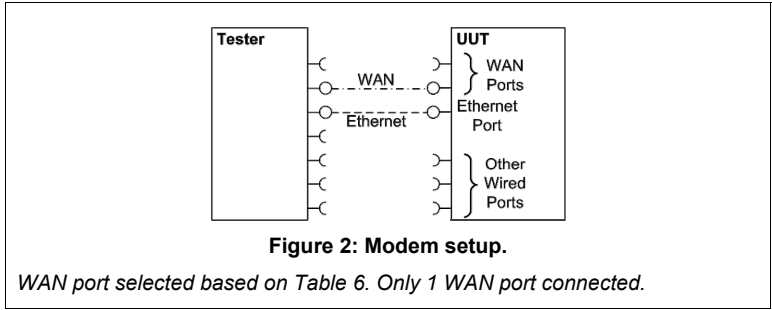 Tester
UUT
WAN
Ports
WAN
Ethernet
Port
Ethernet
Other
Wired
Ports
Figure 2: Modem setup.
WAN port selected based on Table 6. Only 1 WAN port connected.